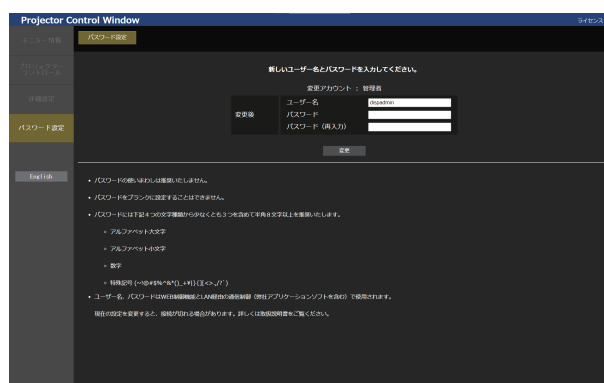 Projector Control Window
ライセンス
モニター情報
パスワード設定
プロジェクター
コントロール
詳細設定
パスワード設定
English
新しいユーザー名とパスワードを入力してください。
変更アカウント : 管理者
変更後
ユーザー名
dispadmin
パスワード
パスワード (再入力)
変更
• パスワードの使いまわしは推奨いたしません。
• パスワードをブランクに設定することはできません。
• パスワードには下記4つの文字種類から少なくとも3つを含めて半角8文字以上を推奨いたします。
アルファベット大文字
アルファベット小文字
数字
特殊記号 (~!@#$%^&*()_+¥|}{][<>.,/?`)
• ユーザー名、パスワードはWEB制御機能とLAN経由の通信制御 (弊社アプリケーションソフトを含む) で使用されます。
現在の設定を変更すると、接続が切れる場合があります。詳しくは取扱説明書をご覧ください。